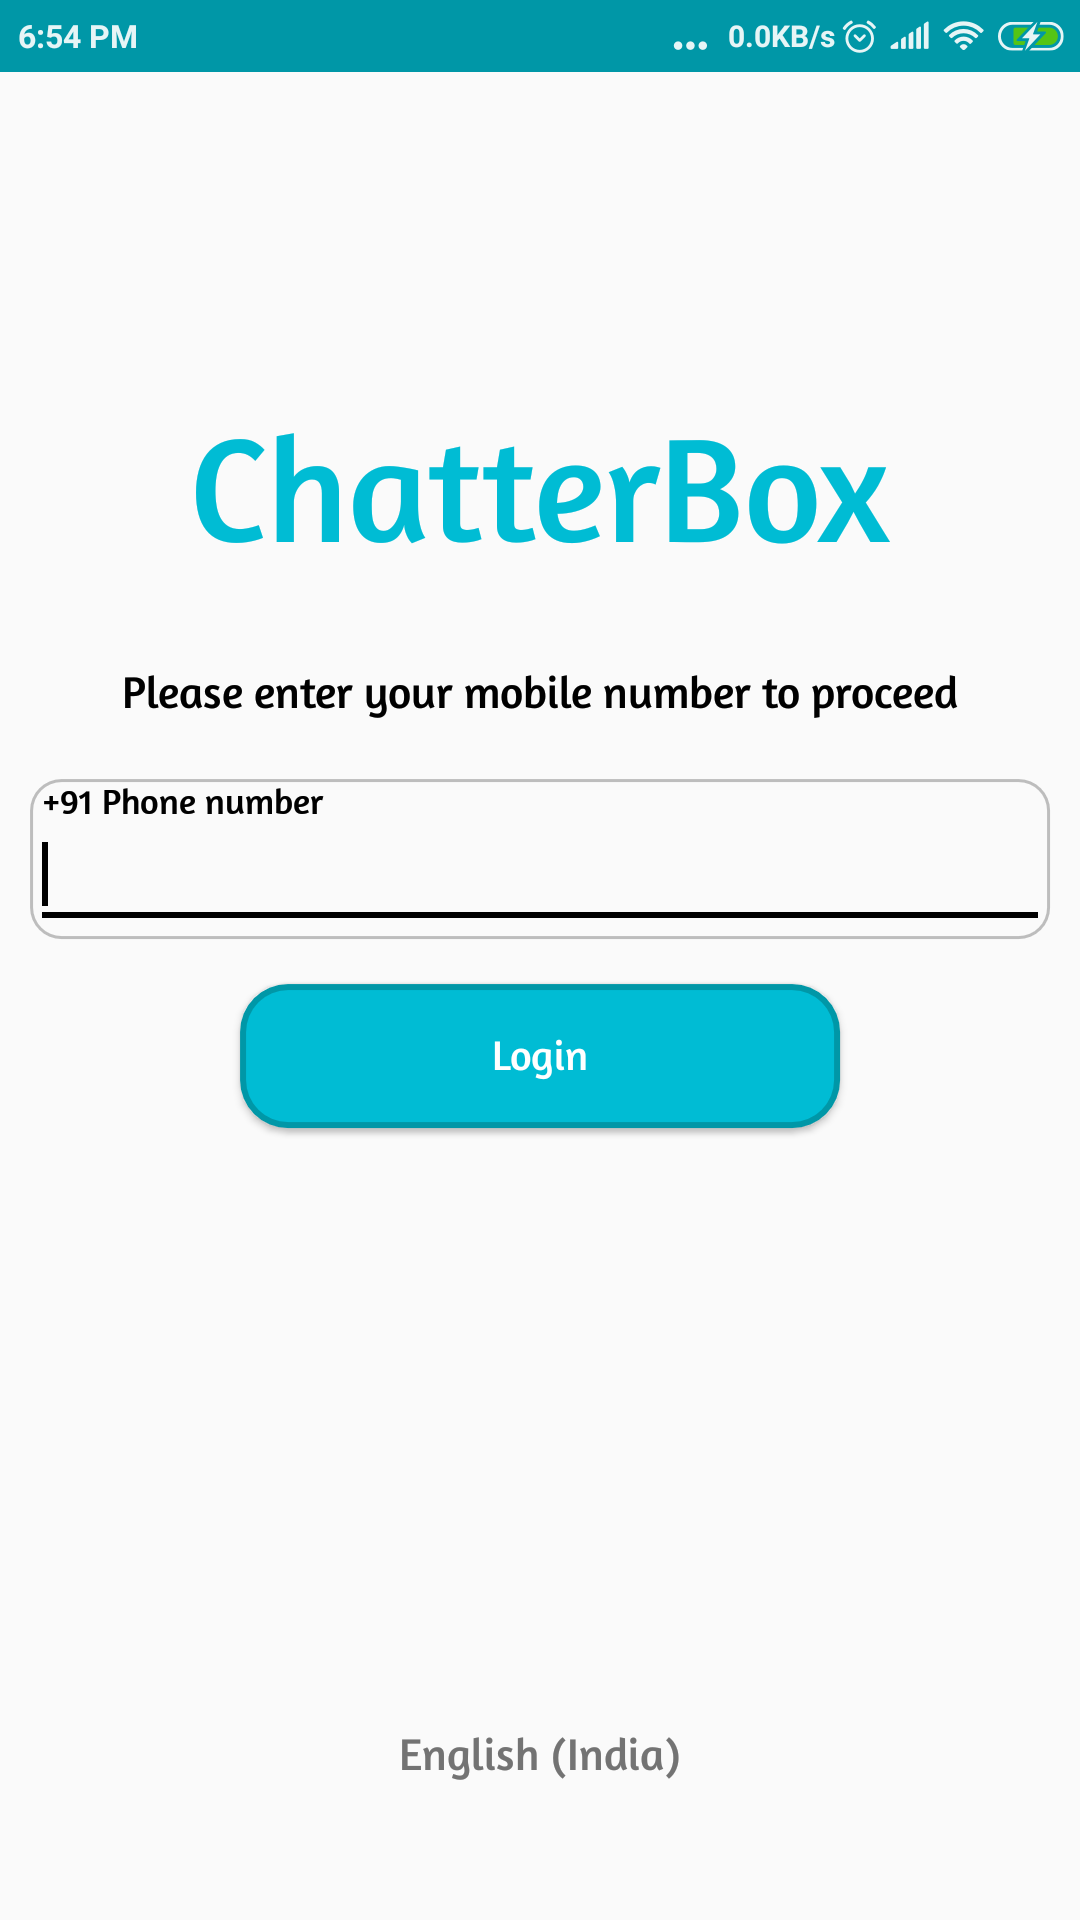 6:54 PM ... 0.0KB/s
ChatterBox
Please enter your mobile number to proceed
+91 Phone number
Login
English (India)